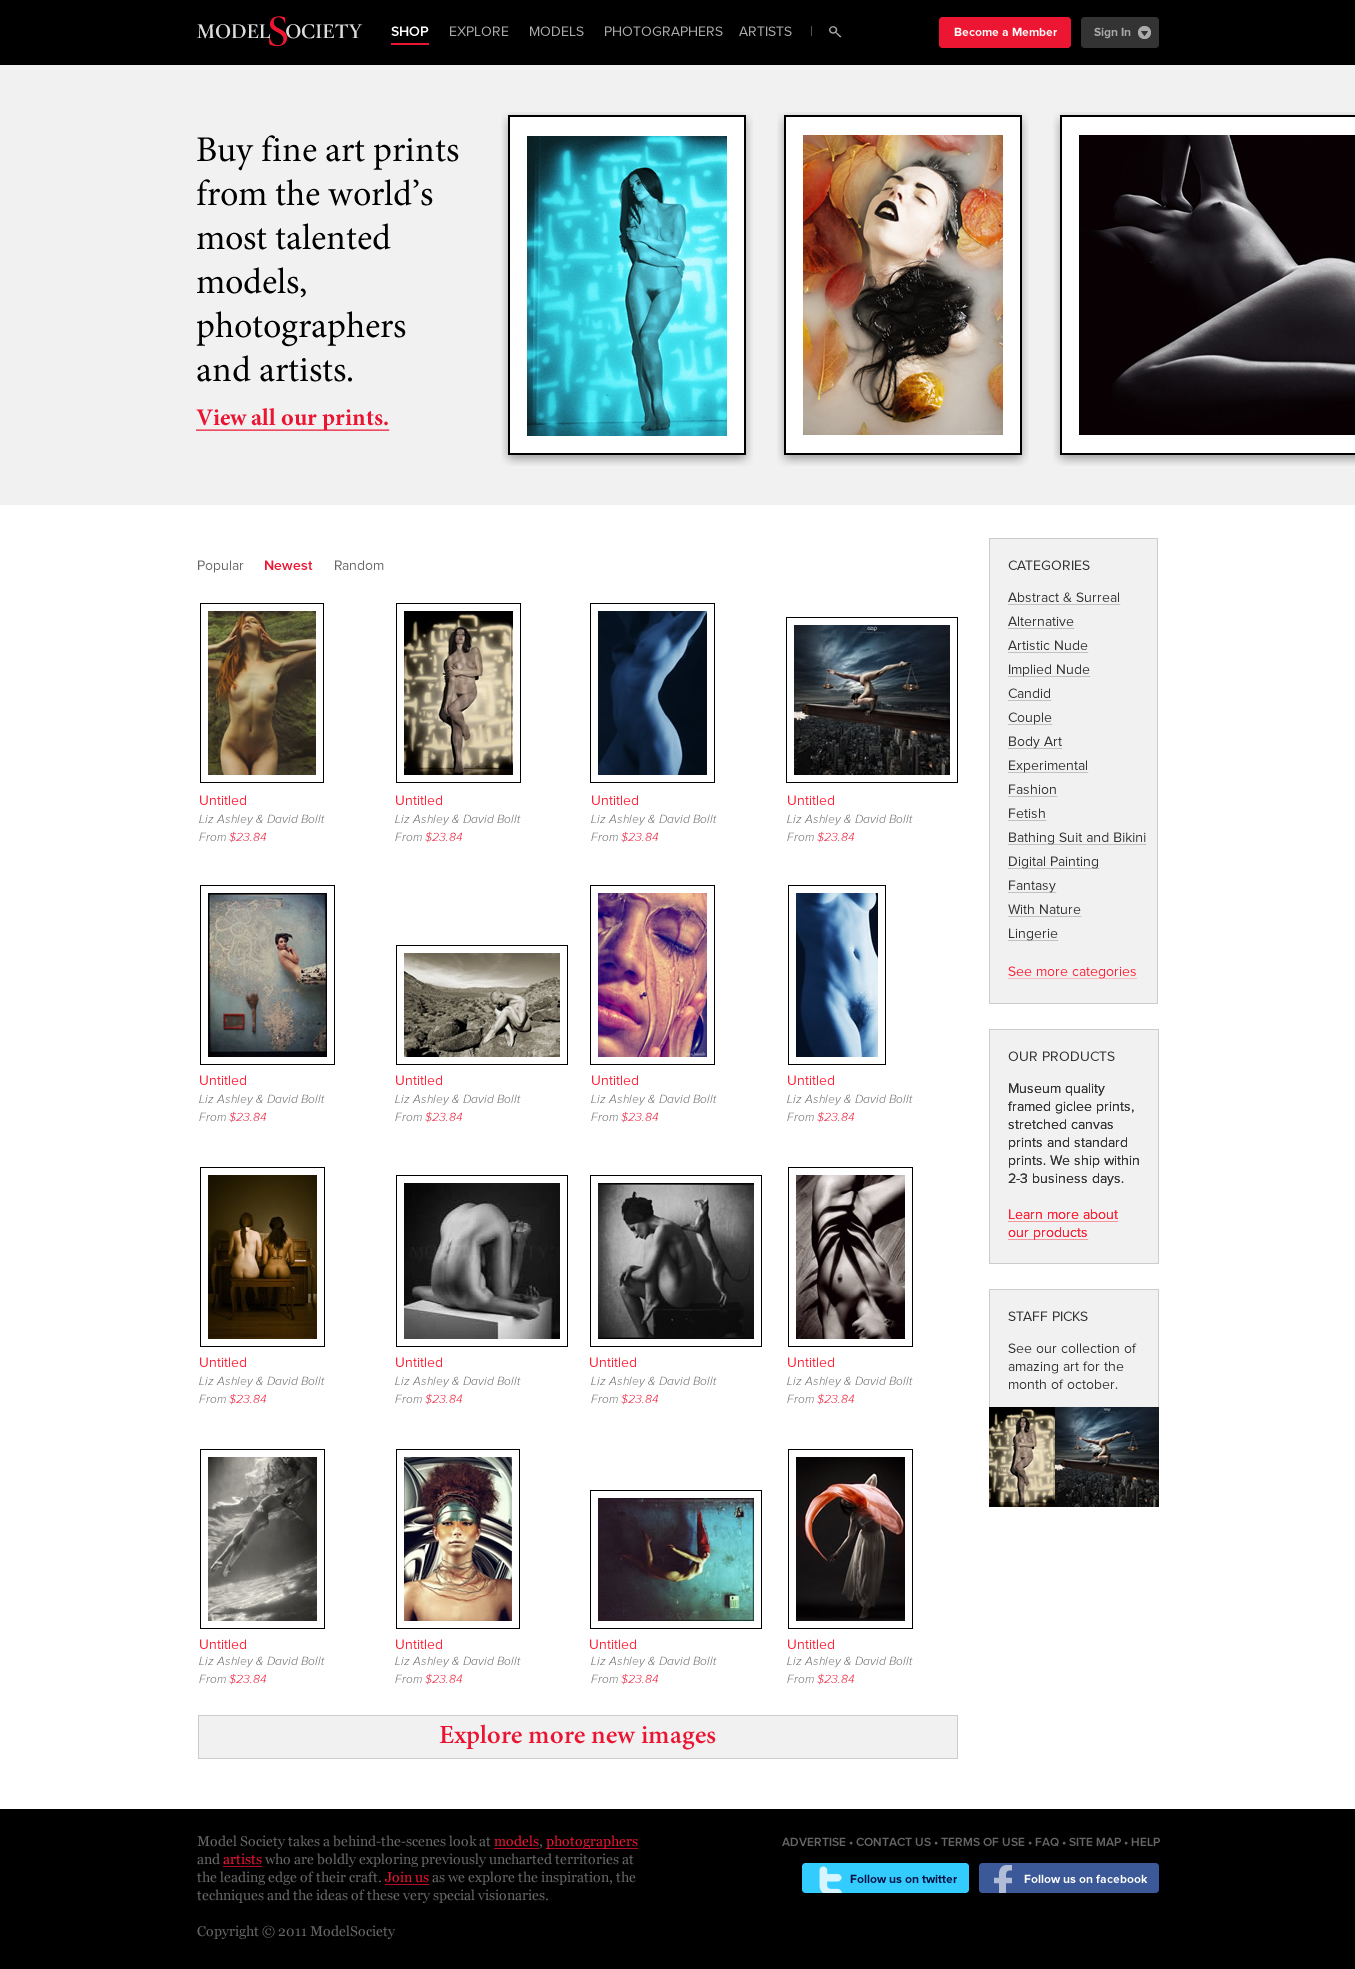 MODELSOCIETY
SHOP EXPLORE MODELS PHOTOGRAPHERS ARTISTS |
Become a Member
Sign In
Buy fine art prints
from the world’s
most talented
models,
photographers
and artists.
View all our prints.
Popular Newest Random
Untitled
Liz Ashley & David Bollt
From $23.84
Untitled
Liz Ashley & David Bollt
From $23.84
Untitled
Liz Ashley & David Bollt
From $23.84
Untitled
Liz Ashley & David Bollt
From $23.84
Untitled
Liz Ashley & David Bollt
From $23.84
Untitled
Liz Ashley & David Bollt
From $23.84
Untitled
Liz Ashley & David Bollt
From $23.84
Untitled
Liz Ashley & David Bollt
From $23.84
Untitled
Liz Ashley & David Bollt
From $23.84
MODEL SOCIETY
Untitled
Liz Ashley & David Bollt
From $23.84
Untitled
Liz Ashley & David Bollt
From $23.84
Untitled
Liz Ashley & David Bollt
From $23.84
Untitled
Liz Ashley & David Bollt
From $23.84
Untitled
Liz Ashley & David Bollt
From $23.84
Untitled
Liz Ashley & David Bollt
From $23.84
Untitled
Liz Ashley & David Bollt
From $23.84
Explore more new images
CATEGORIES
Abstract & Surreal
Alternative
Artistic Nude
Implied Nude
Candid
Couple
Body Art
Experimental
Fashion
Fetish
Bathing Suit and Bikini
Digital Painting
Fantasy
With Nature
Lingerie
See more categories
OUR PRODUCTS
Museum quality
framed giclee prints,
stretched canvas
prints and standard
prints. We ship within
2-3 business days.
Learn more about
our products
STAFF PICKS
See our collection of
amazing art for the
month of october.
Model Society takes a behind-the-scenes look at models, photographers
and artists who are boldly exploring previously uncharted territories at
the leading edge of their craft. Join us as we explore the inspiration, the
techniques and the ideas of these very special visionaries.
Copyright © 2011 ModelSociety
ADVERTISE • CONTACT US • TERMS OF USE • FAQ • SITE MAP • HELP
Follow us on twitter
Follow us on facebook